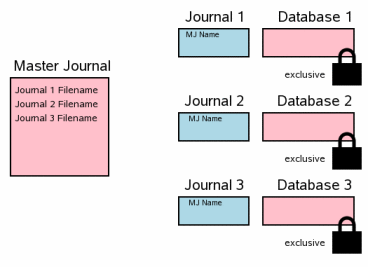 Master Journal
Journal 1 Filename
Journal 2 Filename
Journal 3 Filename
Journal 1 Database 1
MJ Name
exclusive
Journal 2 Database 2
MJ Name
exclusive
Journal 3 Database 3
MJ Name
exclusive